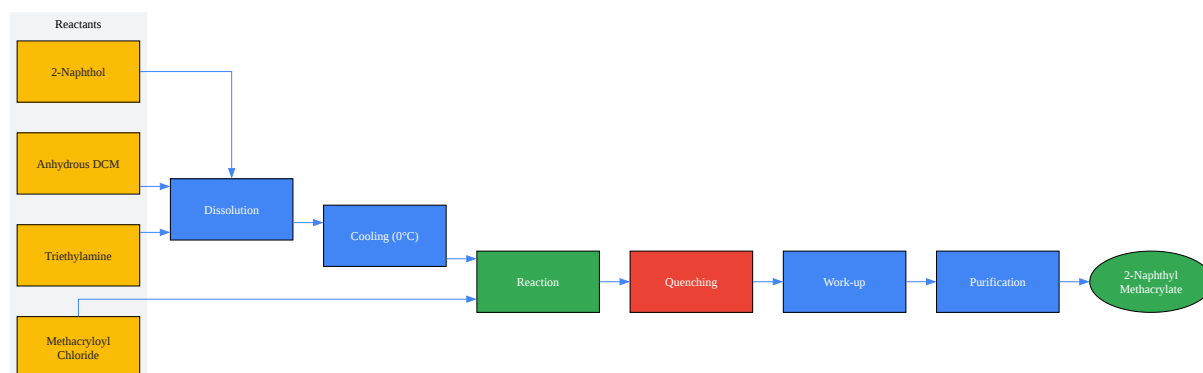 Reactants
2-Naphthol
Anhydrous DCM
Triethylamine
Methacryloyl
Chloride
Dissolution
Cooling (0°C)
Reaction
Quenching
Work-up
Purification
2-Naphthyl
Methacrylate